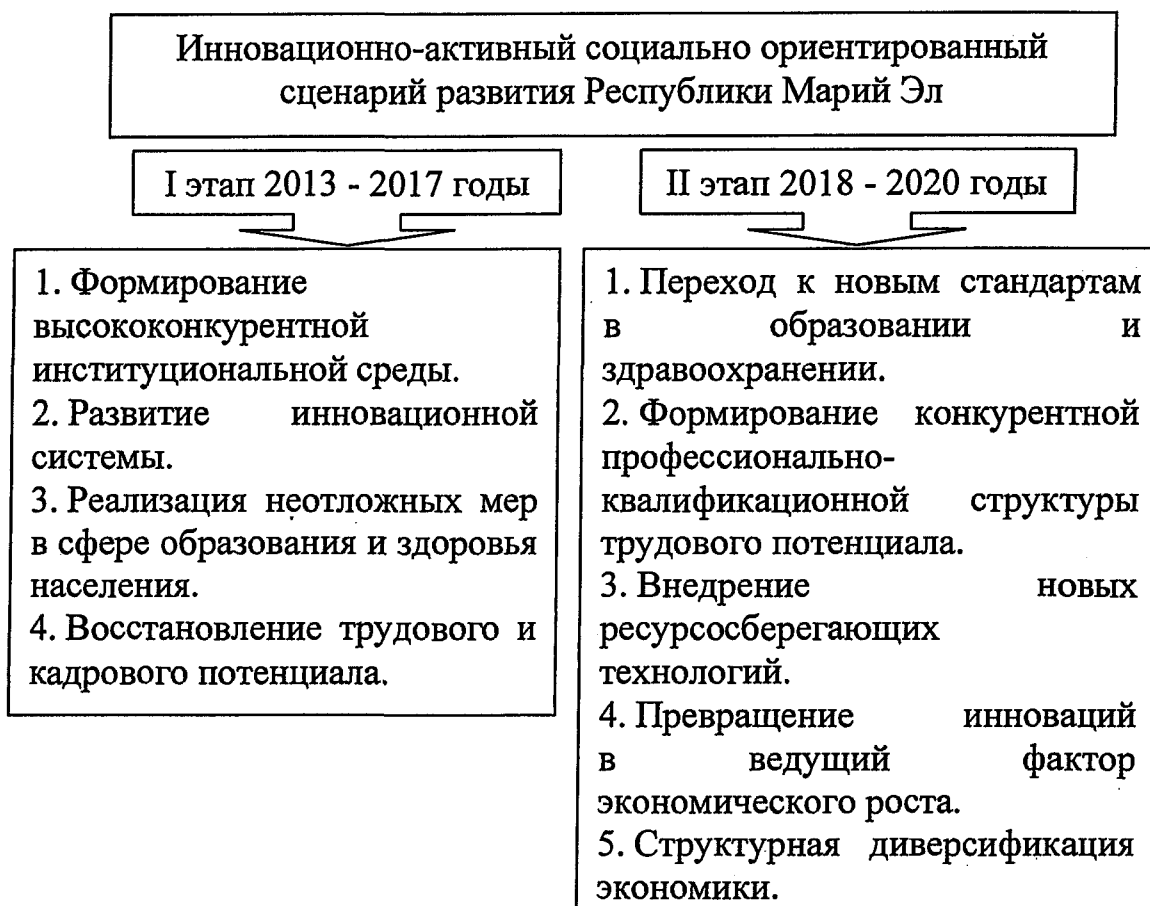 Инновационно-активный социально ориентированный
сценарий развития Республики Марий Эл
I этап 2013 - 2017 годы
II этап 2018 - 2020 годы
1. Формирование
высококонкурентной
институциональной среды.
2. Развитие инновационной
системы.
3. Реализация неотложных мер
в сфере образования и здоровья
населения.
4. Восстановление трудового и
кадрового потенциала.
1. Переход к новым стандартам
в образовании и
здравоохранении.
2. Формирование конкурентной
профессионально-
квалификационной структуры
трудового потенциала.
3. Внедрение новых
ресурсосберегающих
технологий.
4. Превращение инноваций
в ведущий фактор
экономического роста.
5. Структурная диверсификация
экономики.